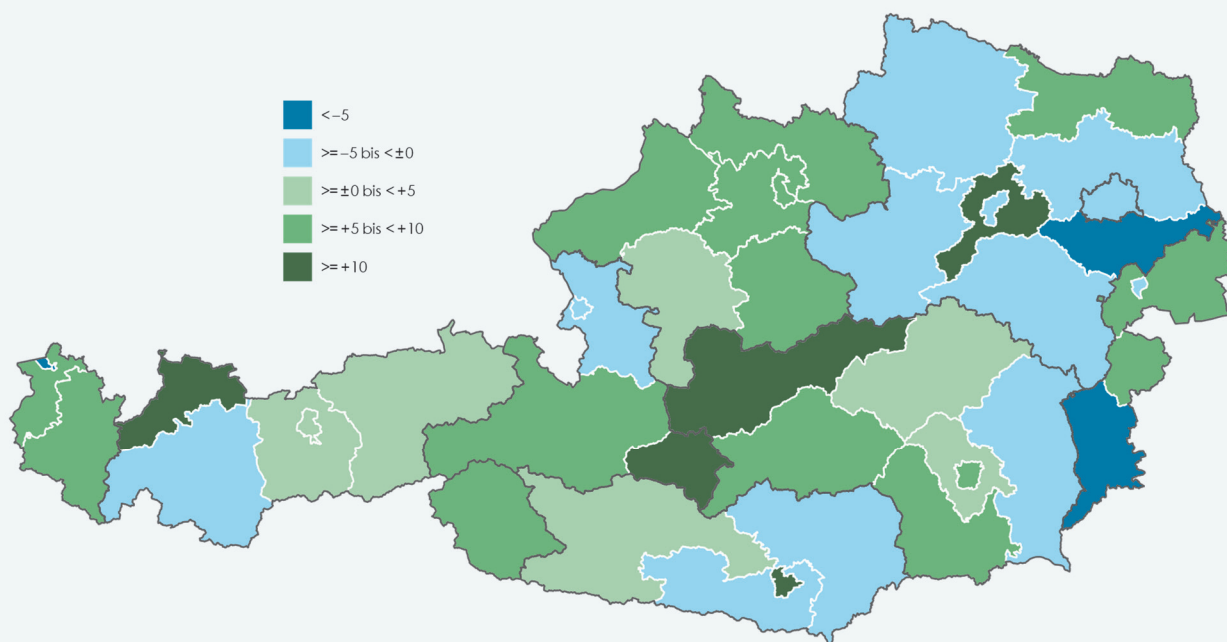 < –5
>= –5 bis < ±0
>= ±0 bis < +5
>= +5 bis < +10
>= +10